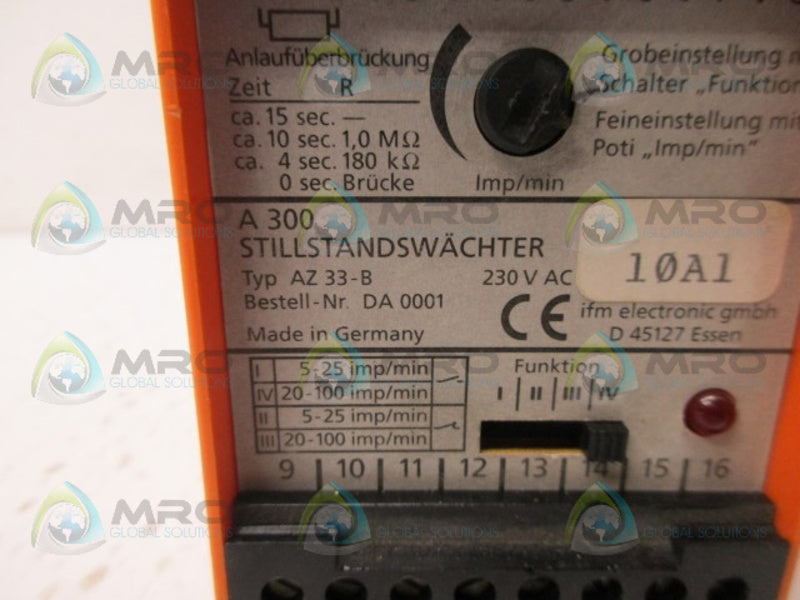 Anlaufüberbrückung
Zeit R
ca. 15 sec. —
ca. 10 sec. 1,0 MΩ
ca. 4 sec. 180 kΩ
0 sec. Brücke
Imp/min
Grobeinstellung
Schalter „Funktion
Feineinstellung mit
Poti „Imp/min"
A 300
STILLSTANDSWÄCHTER
Typ AZ 33-B 230 V AC
Bestell-Nr. DA 0001
Made in Germany
10A1
CE
ifm electronic gmbh
D 45127 Essen
I 5-25 imp/min
IV 20-100 imp/min
II 5-25 imp/min
III 20-100 imp/min
Funktion
I II III IV
9 10 11 12 13 14 15 16
MRO
GLOBAL SOLUTIONS